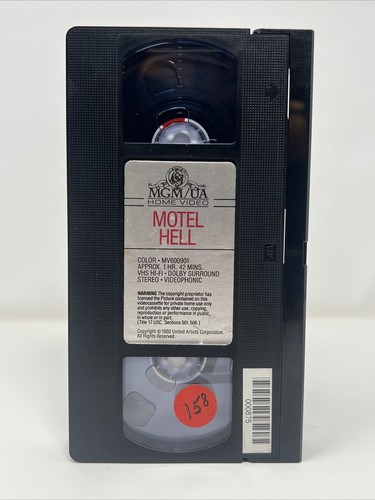 MGM/UA
HOME VIDEO
MOTEL
HELL
COLOR • MV600901
APPROX. 1 HR. 42 MINS.
VHS HI-FI • DOLBY SURROUND
STEREO • VIDEOPHONIC
WARNING The copyright proprietor has
licensed the Picture contained on this
videocassette for private home use only
and prohibits any other use, copying,
reproduction or performance in public,
in whole or in part.
(Title 17 USC. Sections 501,506.)
Copyright © 1980 United Artists Corporation.
All Rights Reserved.
158
000875